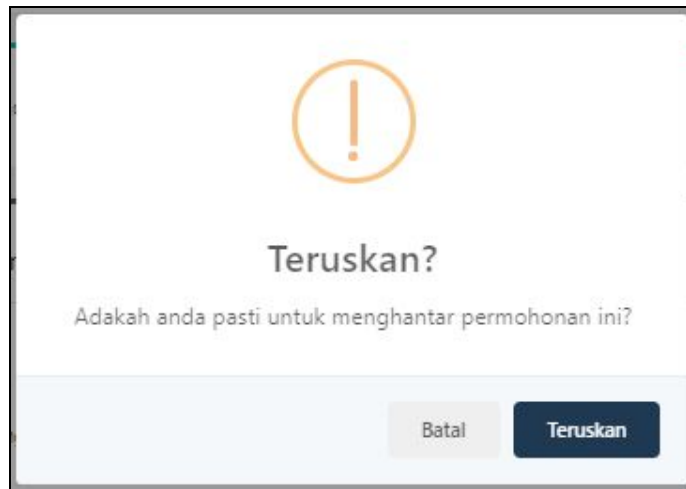 Teruskan?
Adakah anda pasti untuk menghantar permohonan ini?
Batal
Teruskan